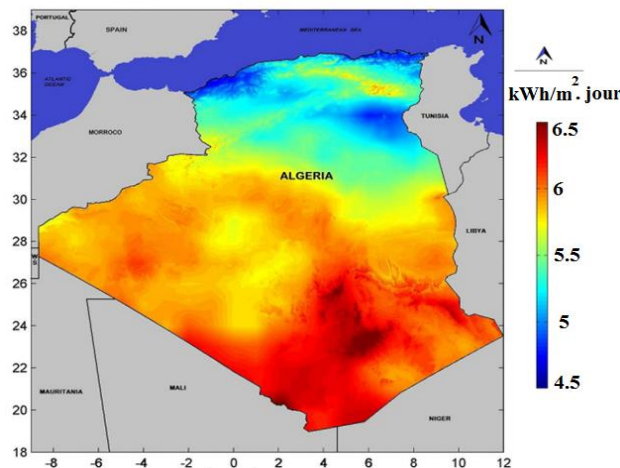 PORTUGAL
SPAIN
MEDITERRANEAN SEA
N
ATLANTIC
OCEAN
MORROCO
TUNISIA
ALGERIA
LIBYA
W
S
MAURITANIA
MALI
NIGER
38
36
34
32
30
28
26
24
22
20
18
-8 -6 -4 -2 0 2 4 6 8 10 12
N
kWh/m² jour
6.5
6
5.5
5
4.5